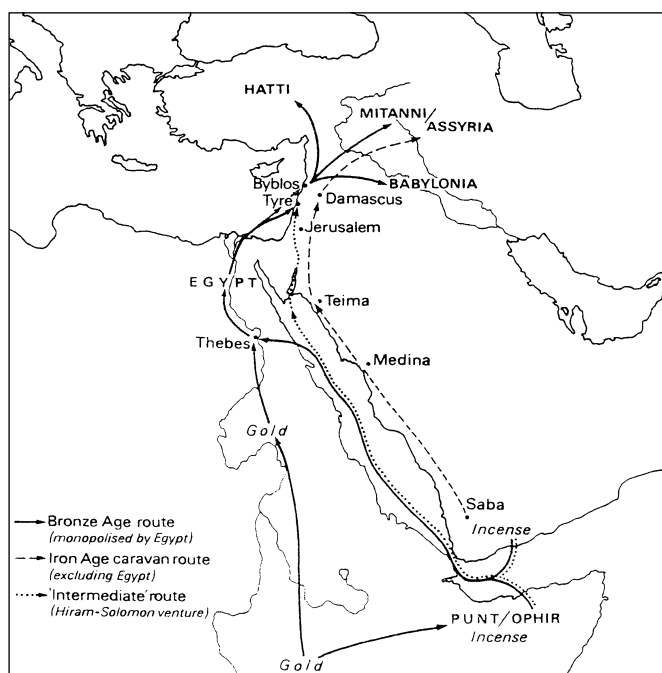 HATTI
MITANNI/
ASSYRIA
Byblos
BABYLONIA
Tyre
Damascus
Jerusalem
EGYPT
Teima
Thebes
Medina
Gold
Saba
Incense
Bronze Age route
(monopolised by Egypt)
Iron Age caravan route
(excluding Egypt)
'Intermediate' route
(Hiram-Solomon venture)
PUNT/OPHIR
Incense
Gold